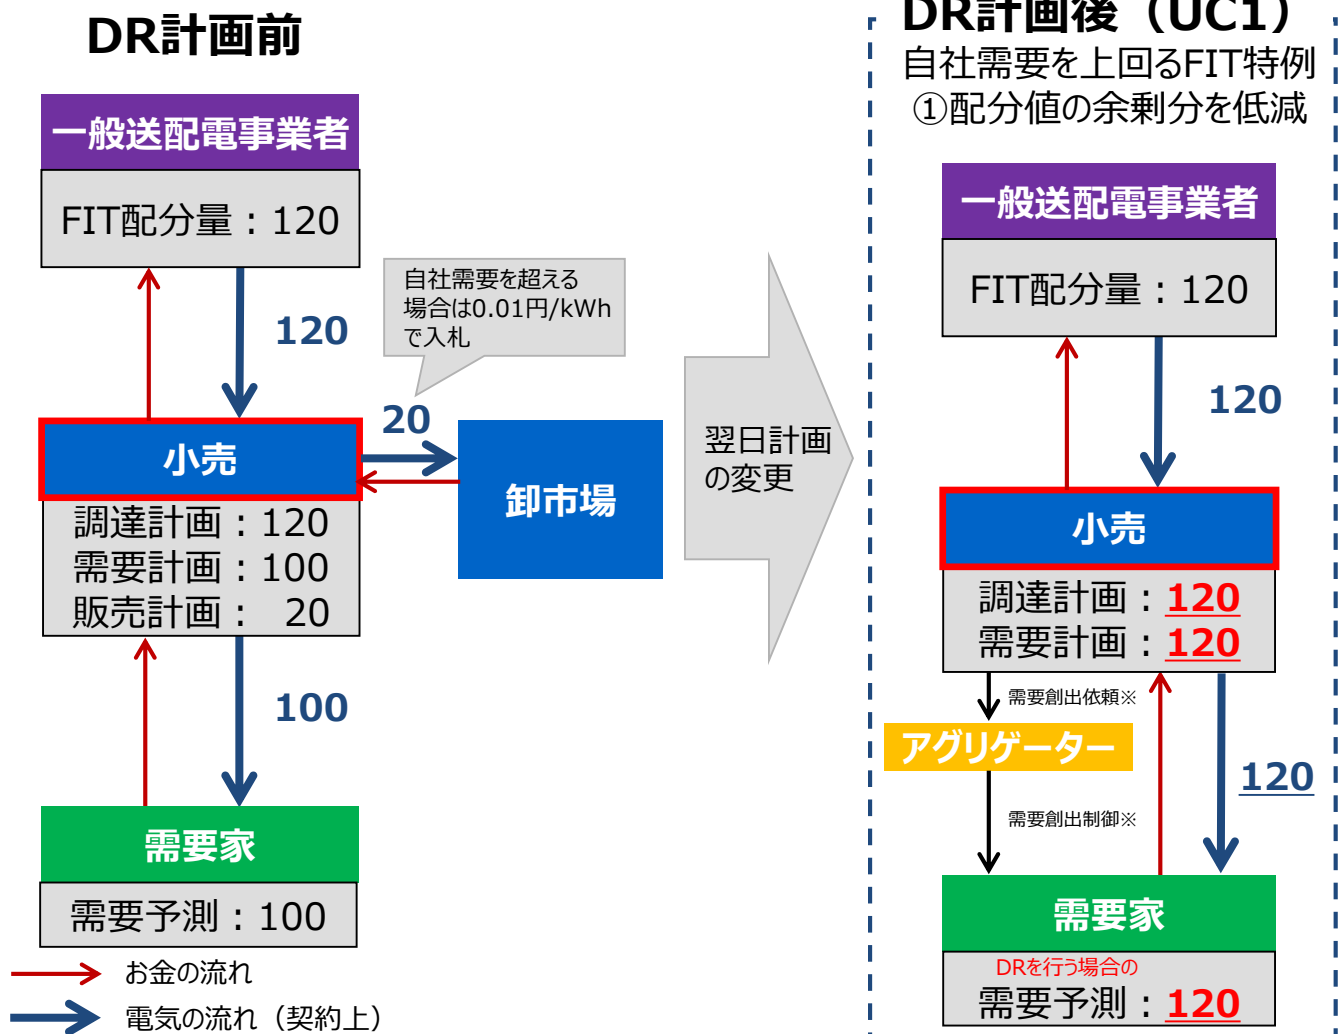 DR計画前
一般送配電事業者
FIT配分量：120
120
自社需要を超える
場合は0.01円/kWh
で入札
小売
20
卸市場
調達計画：120
需要計画：100
販売計画： 20
100
需要家
需要予測：100
お金の流れ
電気の流れ（契約上）
翌日計画
の変更
DR計画後（UC1）
自社需要を上回るFIT特例
①配分値の余剰分を低減
一般送配電事業者
FIT配分量：120
120
小売
調達計画：120
需要計画：120
需要創出依頼※
アグリゲーター
120
需要創出制御※
需要家
DRを行う場合の
需要予測：120